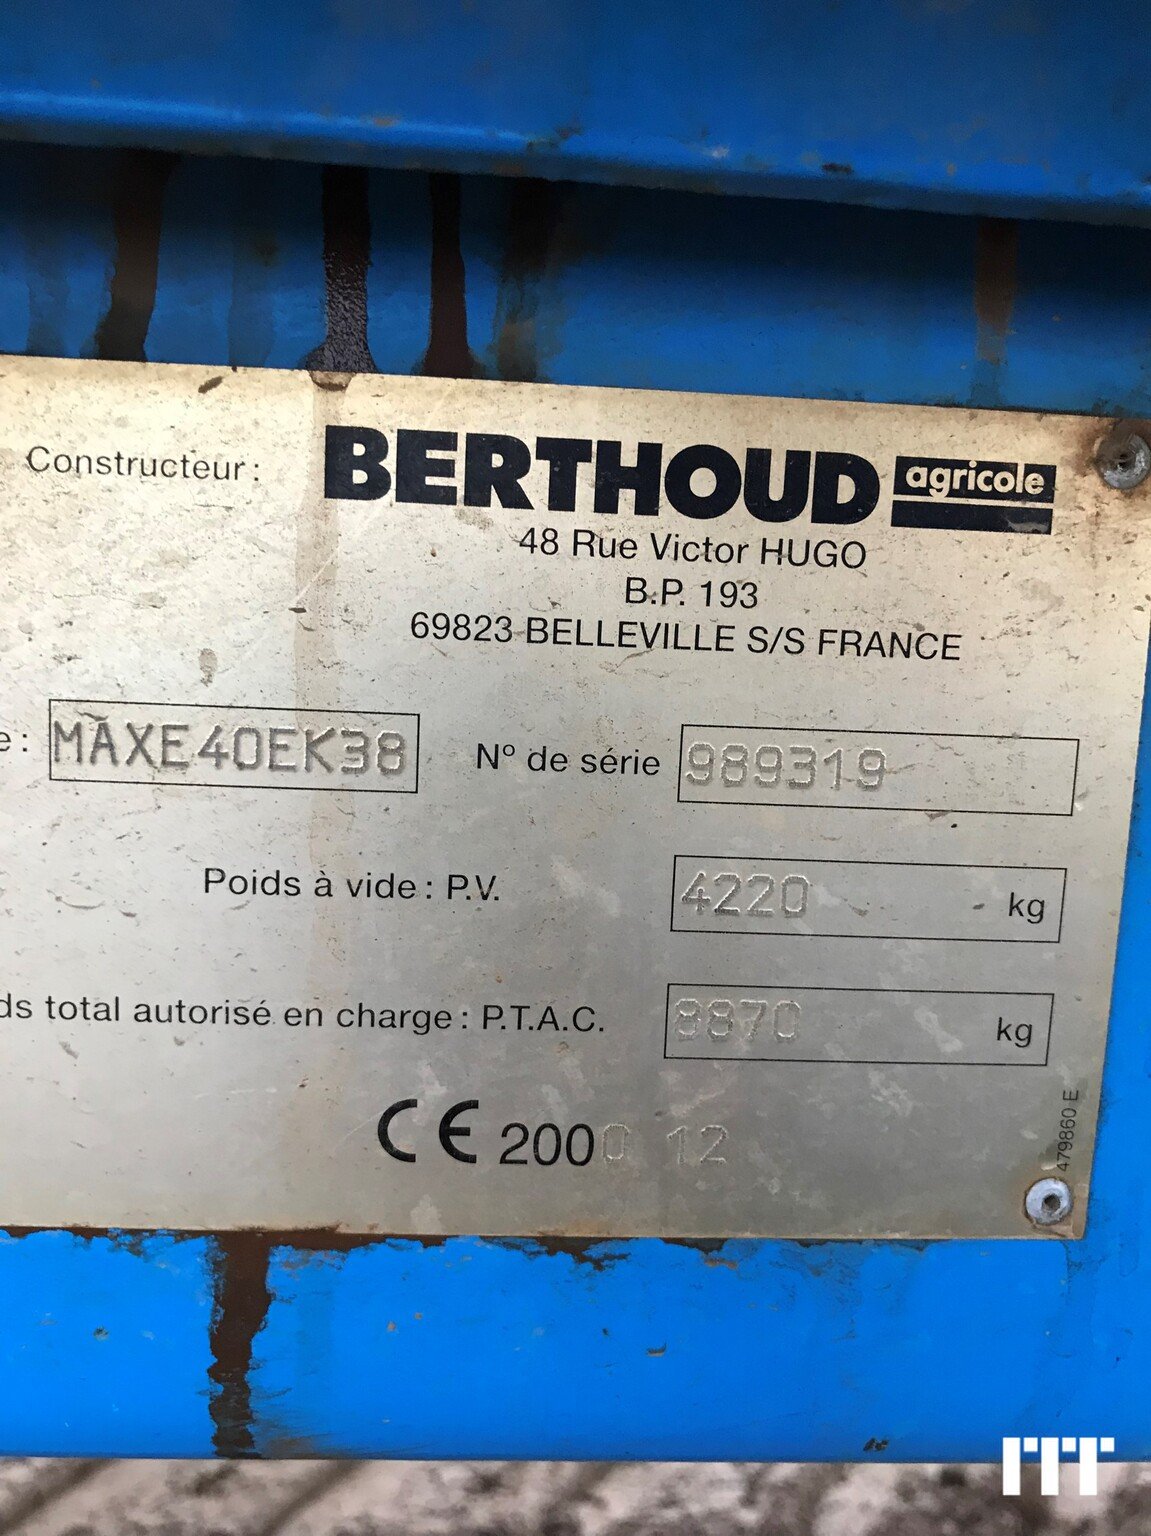 Constructeur : BERTHOUD agricole
48 Rue Victor HUGO
B.P. 193
69823 BELLEVILLE S/S FRANCE
e : MAXE40EK38 N° de série 989319
Poids à vide : P.V. 4220 kg
ds total autorisé en charge : P.T.A.C. 8870 kg
CE 2000 12
479860 E